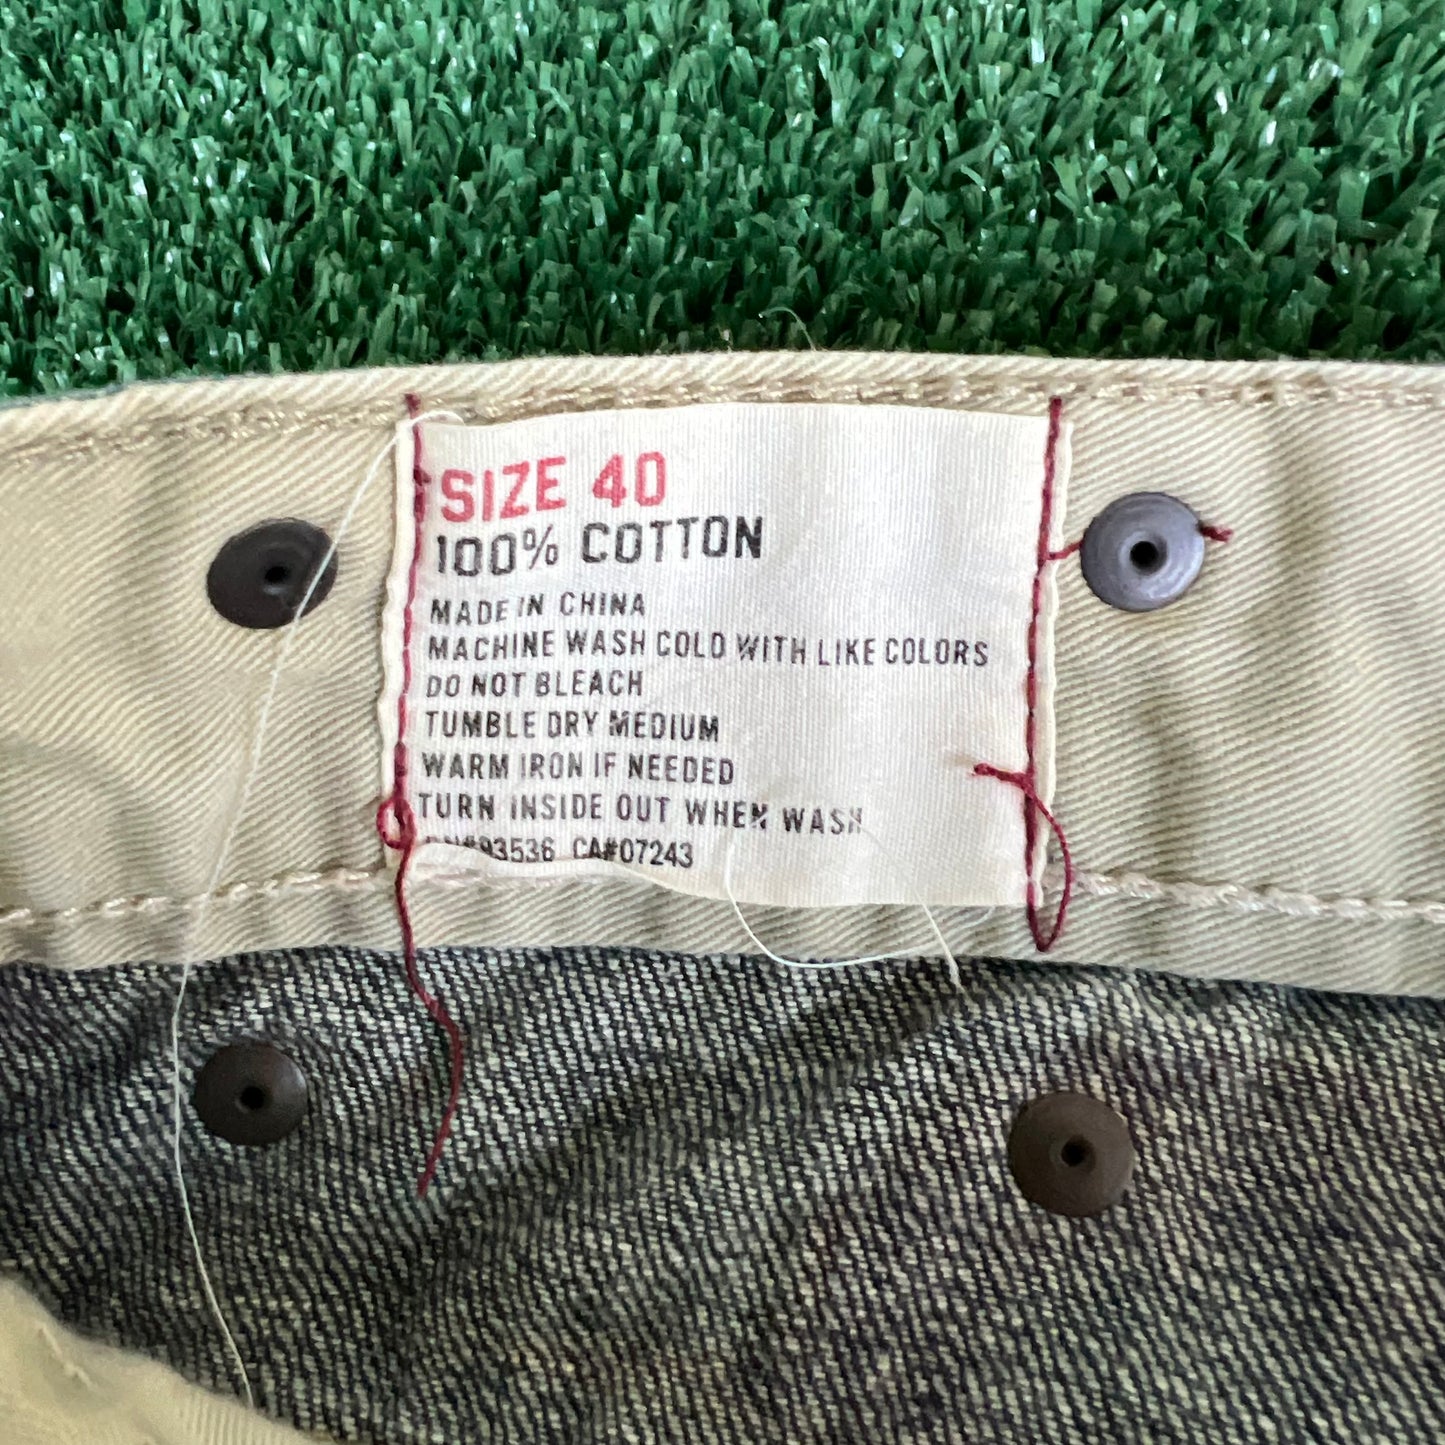 SIZE 40
100% COTTON
MADE IN CHINA
MACHINE WASH COLD WITH LIKE COLORS
DO NOT BLEACH
TUMBLE DRY MEDIUM
WARM IRON IF NEEDED
TURN INSIDE OUT WHEN WASH
CA#07243